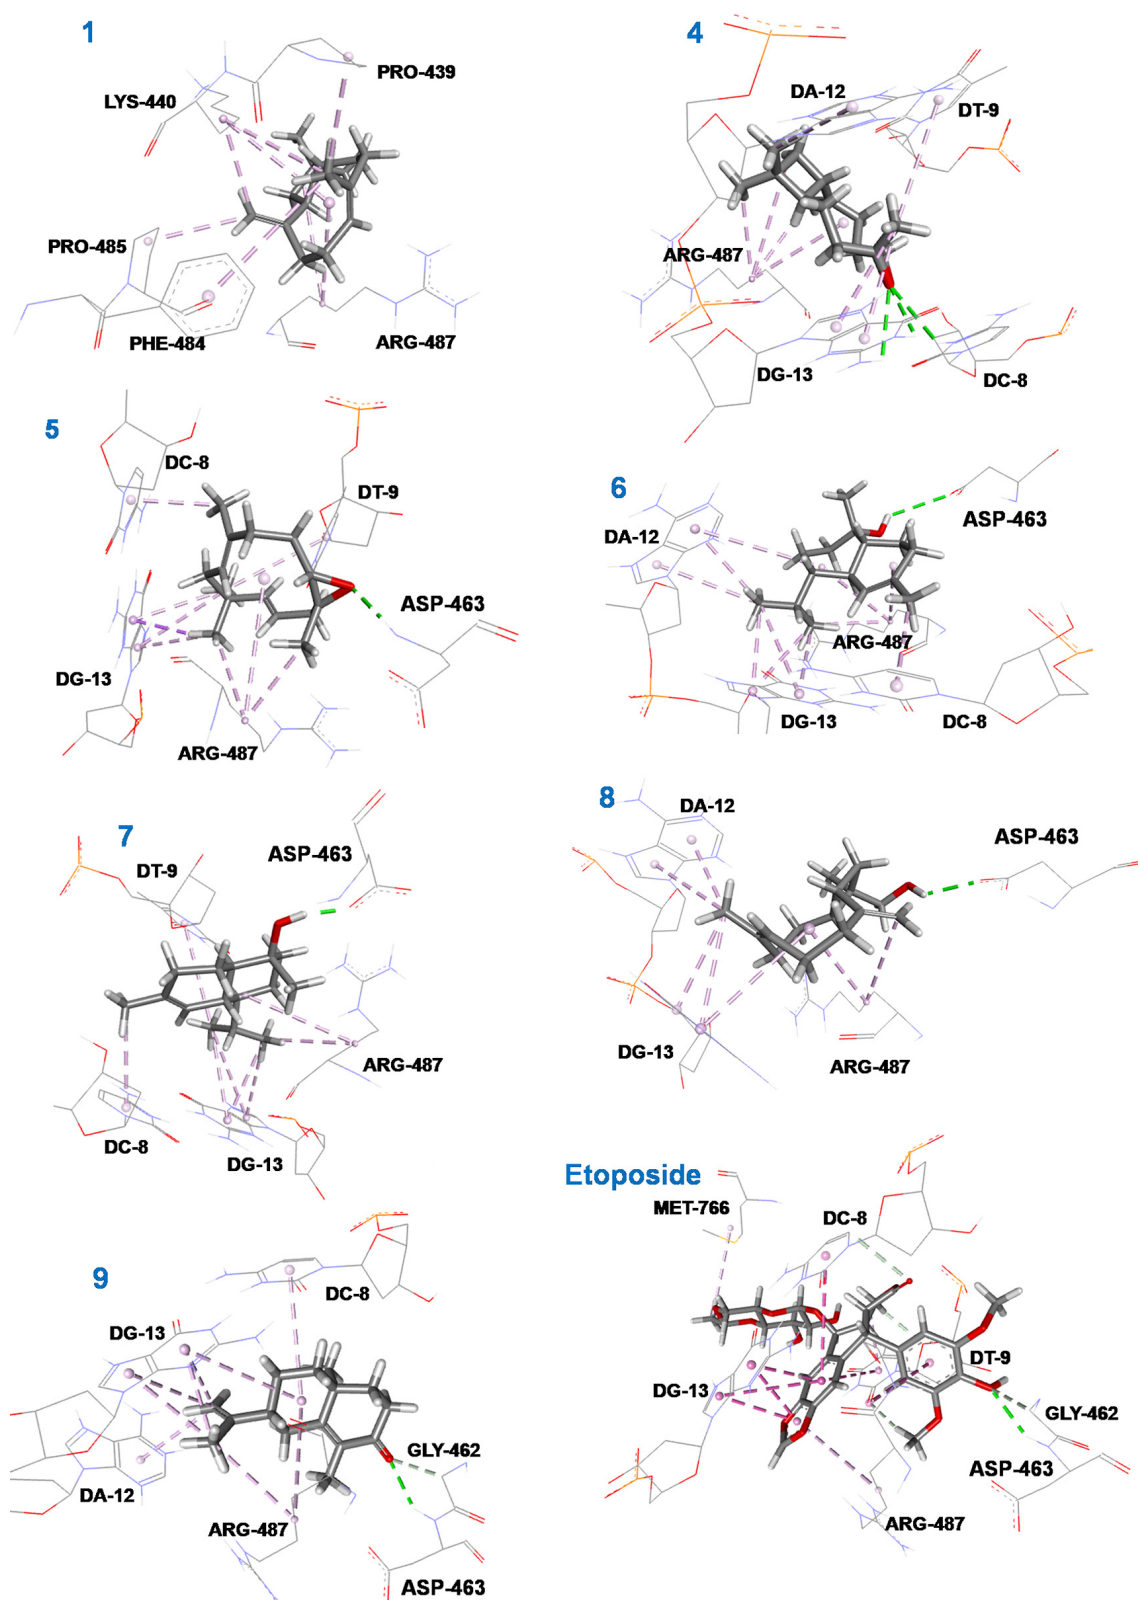 1
PRO-439
LYS-440
PRO-485
PHE-484
ARG-487
4
DA-12
DT-9
ARG-487
DG-13
DC-8
5
DC-8
DT-9
ASP-463
DG-13
ARG-487
6
ASP-463
DA-12
ARG-487
DG-13
DC-8
7
ASP-463
DT-9
ARG-487
DC-8
DG-13
8
DA-12
ASP-463
DG-13
ARG-487
9
DC-8
DG-13
GLY-462
DA-12
ARG-487
ASP-463
Etoposide
MET-766
DC-8
DT-9
DG-13
GLY-462
ASP-463
ARG-487